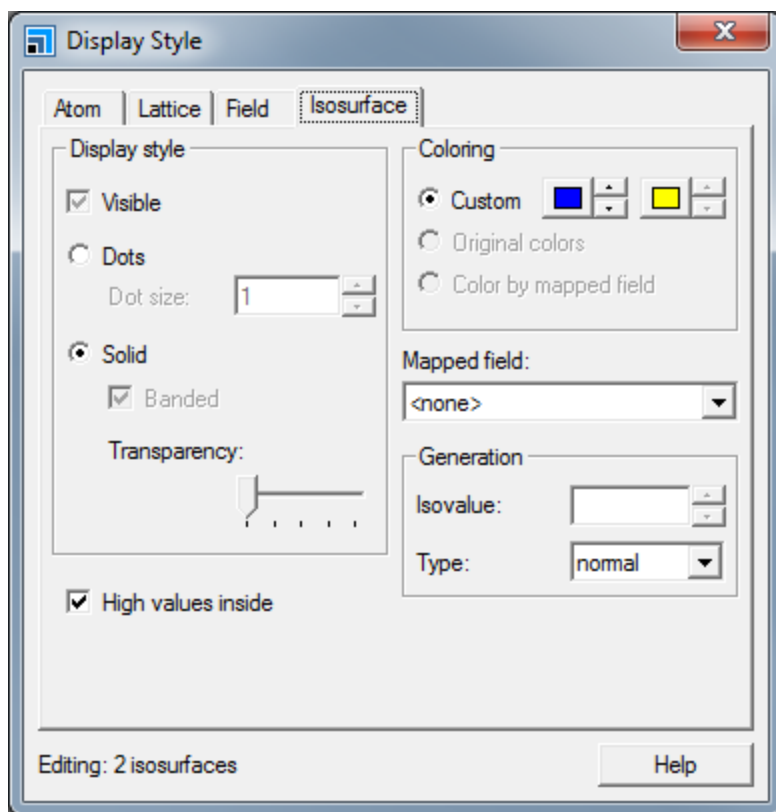 Display Style
Atom Lattice Field Isosurface
Display style
Visible
Dots
Dot size: 1
Solid
Banded
Transparency:
High values inside
Coloring
Custom
Original colors
Color by mapped field
Mapped field:
<none>
Generation
Isovalue:
Type: normal
Editing: 2 isosurfaces
Help